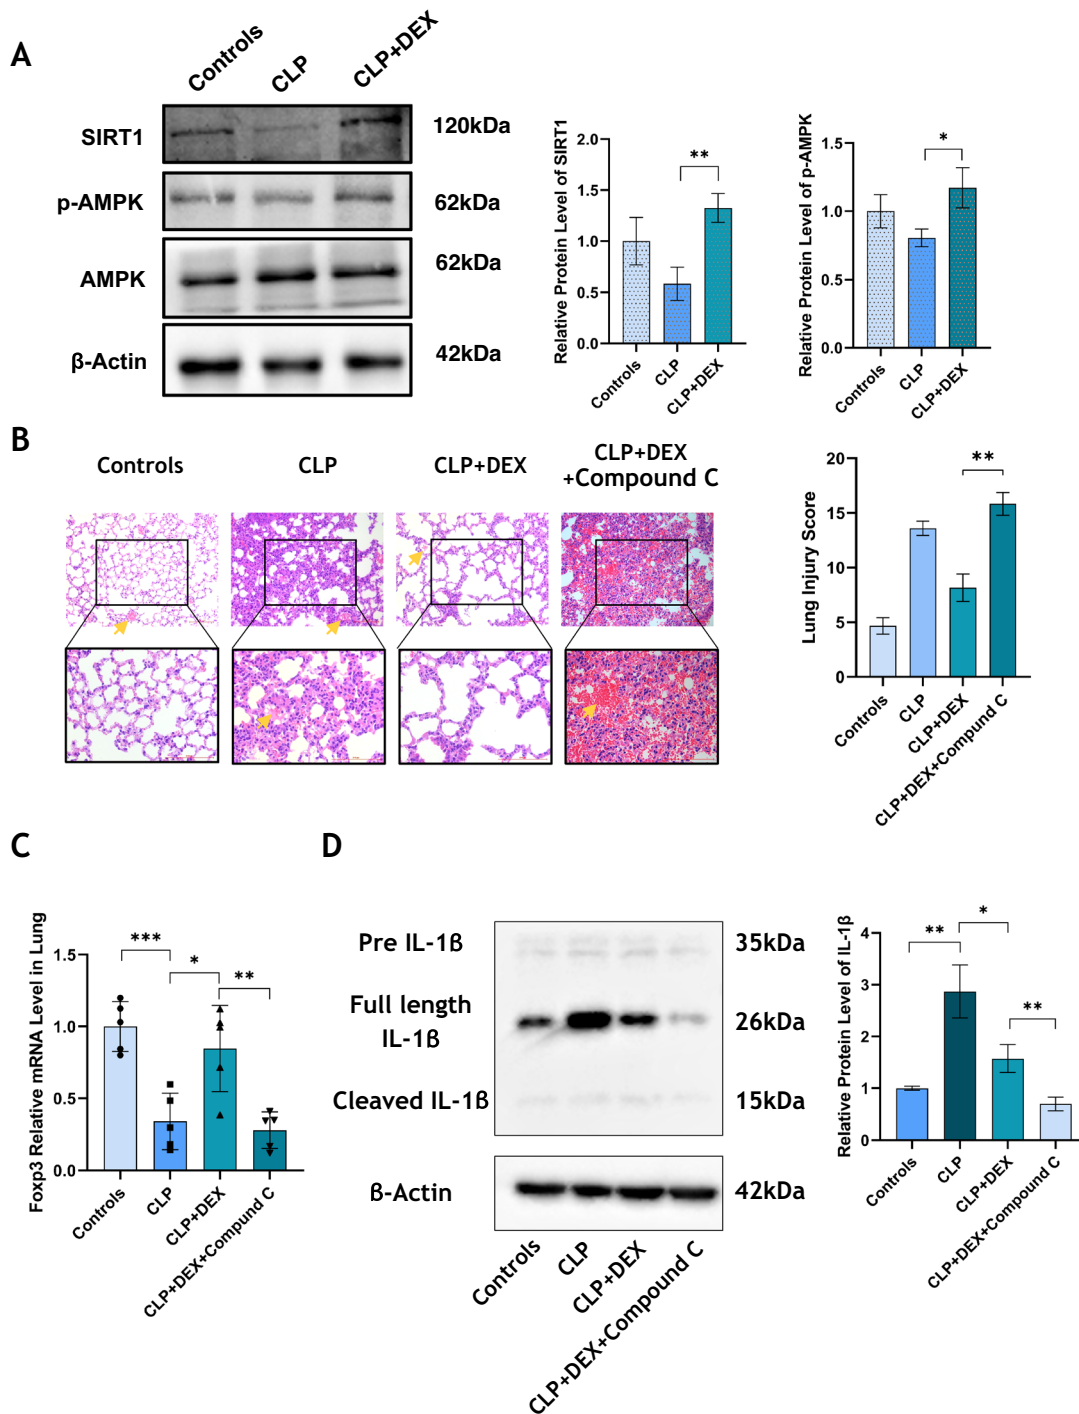 A
Controls
CLP
CLP+DEX
SIRT1
120kDa
p-AMPK
62kDa
AMPK
62kDa
β-Actin
42kDa
Relative Protein Level of SIRT1
2.0
1.5
1.0
0.5
0.0
**
Controls
CLP
CLP+DEX
Relative Protein Level of p-AMPK
1.5
1.0
0.5
0.0
*
Controls
CLP
CLP+DEX
B
Controls
CLP
CLP+DEX
CLP+DEX
+Compound C
Lung Injury Score
20
15
10
5
0
**
Controls
CLP
CLP+DEX
CLP+DEX+Compound C
C
Foxp3 Relative mRNA Level in Lung
1.5
1.0
0.5
0.0
***
*
**
Controls
CLP
CLP+DEX
CLP+DEX+Compund C
D
Pre IL-1ß
35kDa
Full length
IL-1ß
26kDa
Cleaved IL-1ß
15kDa
ß-Actin
42kDa
Controls
CLP
CLP+DEX
CLP+DEX+Compound C
Relative Protein Level of IL-1β
4
3
2
1
0
**
*
**
Controls
CLP
CLP+DEX
CLP+DEX+Compound C